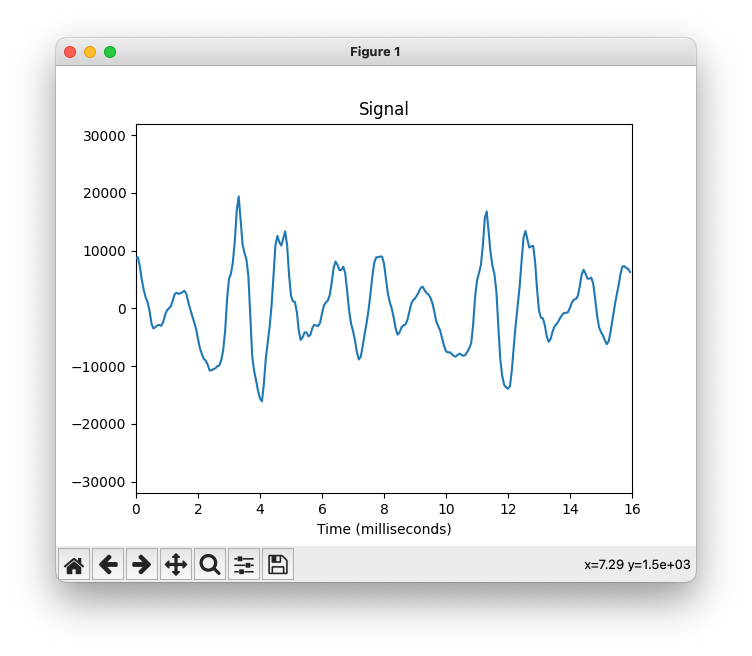 Figure 1
Signal
30000
20000
10000
0
−10000
−20000
−30000
0 2 4 6 8 10 12 14 16
Time (milliseconds)
x=7.29 y=1.5e+03